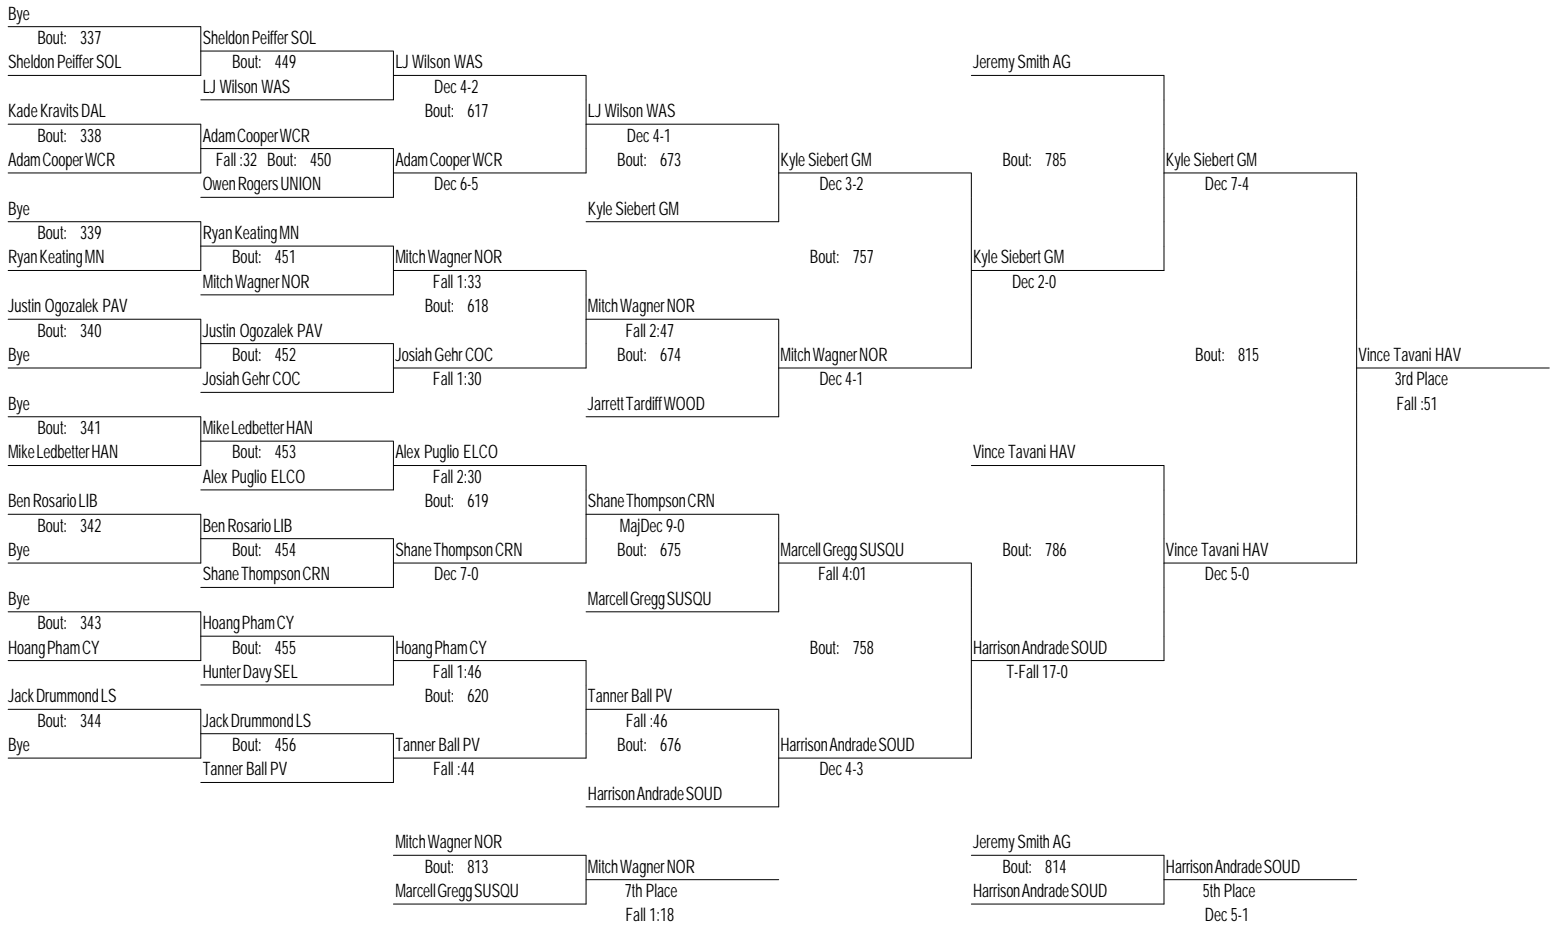 Bye
Bout: 337
Sheldon Peiffer SOL
Kade Kravits DAL
Bout: 338
Adam Cooper WCR
Bye
Bout: 339
Ryan Keating MN
Justin Ogozalek PAV
Bout: 340
Bye
Bye
Bout: 341
Mike Ledbetter HAN
Ben Rosario LIB
Bout: 342
Bye
Bye
Bout: 343
Hoang Pham CY
Jack Drummond LS
Bout: 344
Bye
Sheldon Peiffer SOL
Bout: 449
LJ Wilson WAS
Adam Cooper WCR
Fall :32 Bout: 450
Owen Rogers UNION
Ryan Keating MN
Bout: 451
Mitch Wagner NOR
Justin Ogozalek PAV
Bout: 452
Josiah Gehr COC
Mike Ledbetter HAN
Bout: 453
Alex Puglio ELCO
Ben Rosario LIB
Bout: 454
Shane Thompson CRN
Hoang Pham CY
Bout: 455
Hunter Davy SEL
Jack Drummond LS
Bout: 456
Tanner Ball PV
LJ Wilson WAS
Dec 4-2
Bout: 617
Adam Cooper WCR
Dec 6-5
Mitch Wagner NOR
Fall 1:33
Bout: 618
Josiah Gehr COC
Fall 1:30
Alex Puglio ELCO
Fall 2:30
Bout: 619
Shane Thompson CRN
Dec 7-0
Hoang Pham CY
Fall 1:46
Bout: 620
Tanner Ball PV
Fall :44
LJ Wilson WAS
Dec 4-1
Bout: 673
Kyle Siebert GM
Mitch Wagner NOR
Fall 2:47
Bout: 674
Jarrett Tardiff WOOD
Shane Thompson CRN
MajDec 9-0
Bout: 675
Marcell Gregg SUSQU
Tanner Ball PV
Fall :46
Bout: 676
Harrison Andrade SOUD
Kyle Siebert GM
Dec 3-2
Bout: 757
Mitch Wagner NOR
Dec 4-1
Marcell Gregg SUSQU
Fall 4:01
Bout: 758
Harrison Andrade SOUD
Dec 4-3
Jeremy Smith AG
Bout: 785
Kyle Siebert GM
Dec 2-0
Vince Tavani HAV
Bout: 786
Harrison Andrade SOUD
T-Fall 17-0
Kyle Siebert GM
Dec 7-4
Bout: 815
Vince Tavani HAV
Dec 5-0
Vince Tavani HAV
3rd Place
Fall :51
Mitch Wagner NOR
Bout: 813
Marcell Gregg SUSQU
Mitch Wagner NOR
7th Place
Fall 1:18
Jeremy Smith AG
Bout: 814
Harrison Andrade SOUD
Harrison Andrade SOUD
5th Place
Dec 5-1